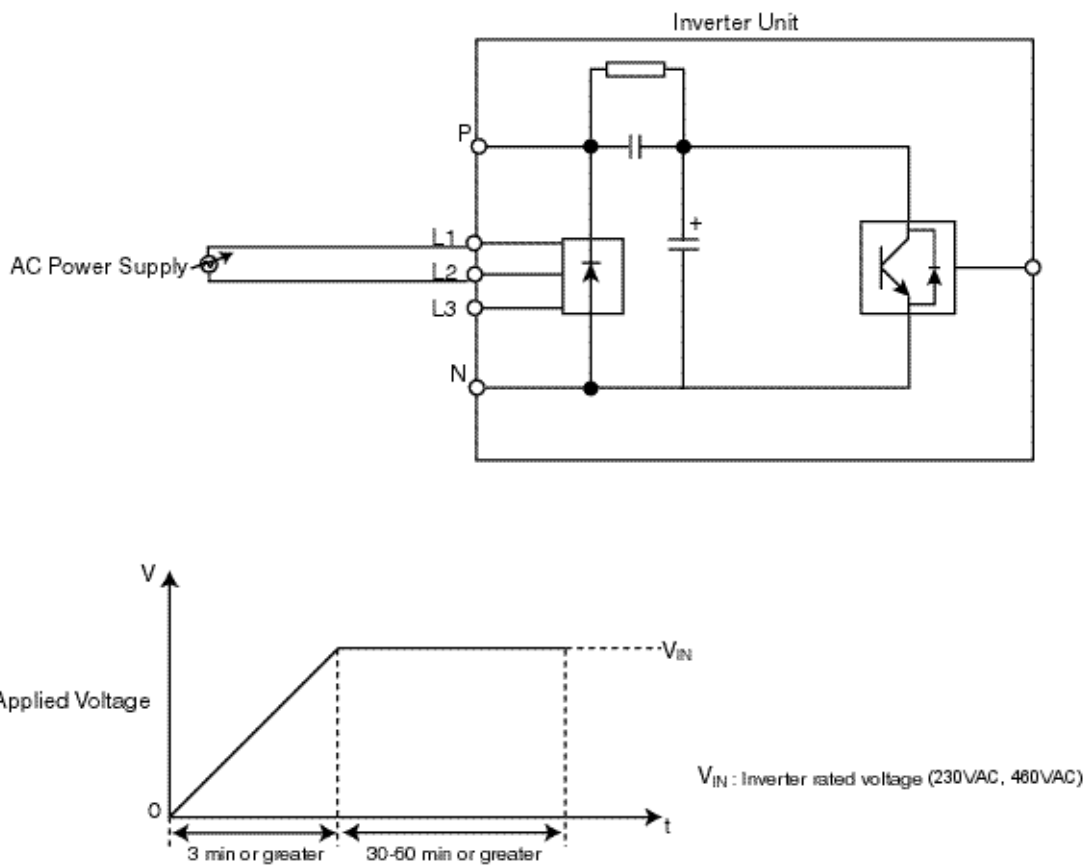 Inverter Unit
P
+
L1
AC Power Supply
L2
L3
N
V
VIN
Applied Voltage
VIN : Inverter rated voltage (230VAC, 460VAC)
0
t
3 min or greater
30-60 min or greater